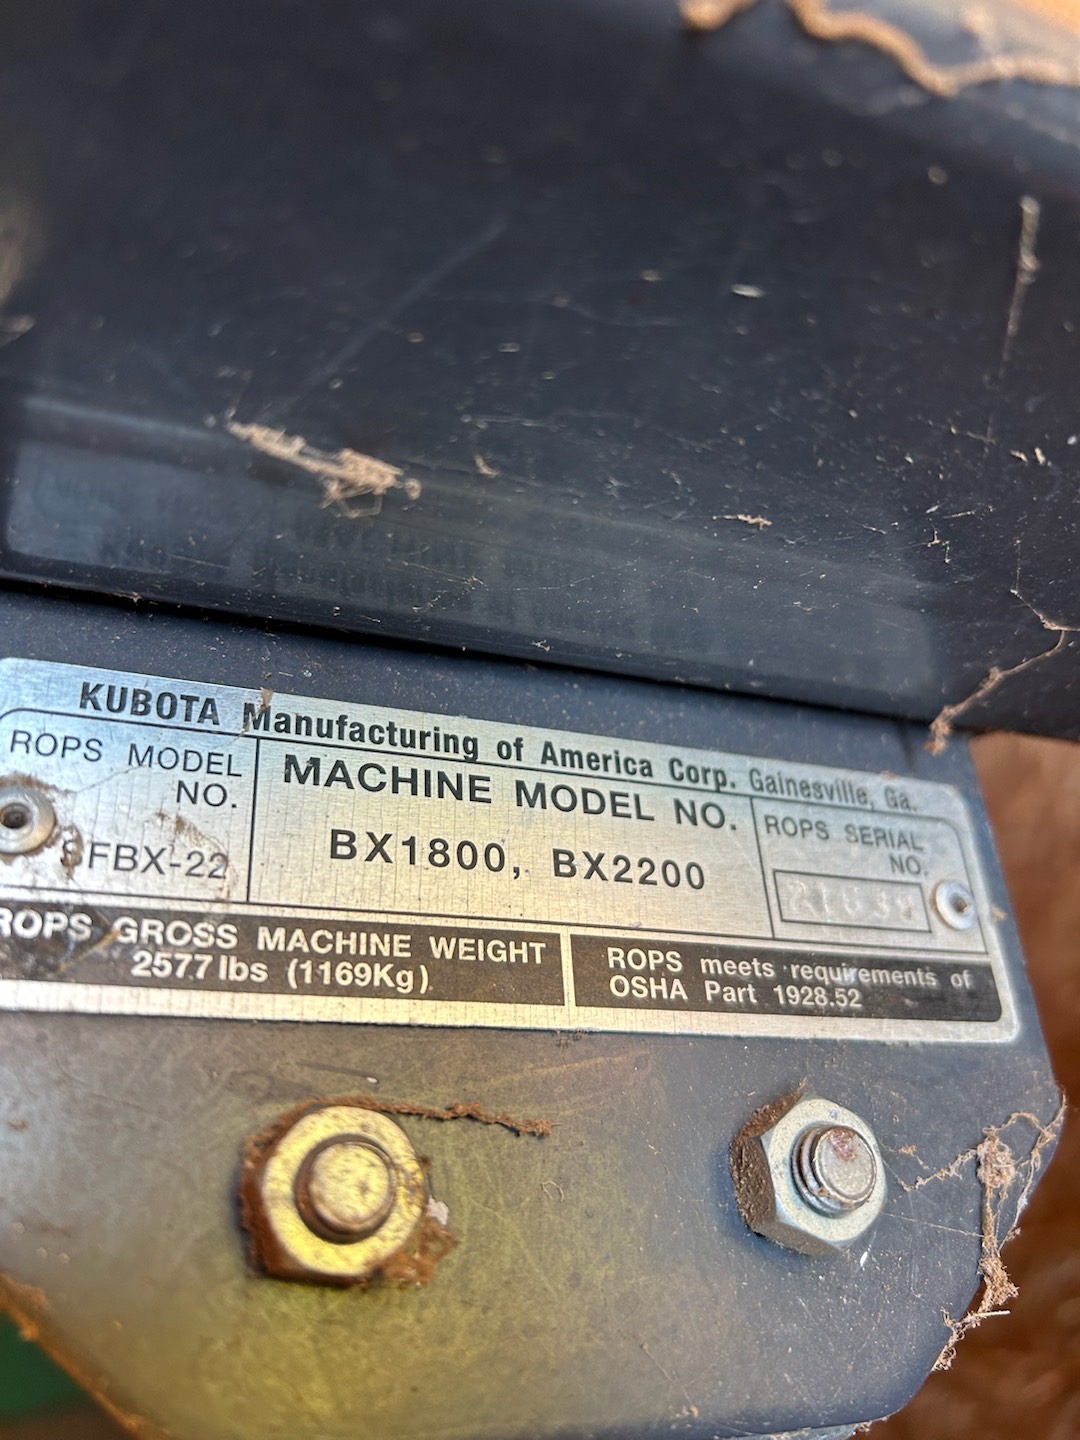 KUBOTA Manufacturing of America Corp. Gainesville, Ga.
ROPS MODEL NO.
SFBX-22
MACHINE MODEL NO.
BX1800, BX2200
ROPS SERIAL NO.
ROPS GROSS MACHINE WEIGHT
2577 lbs (1169Kg)
ROPS meets requirements of
OSHA Part 1928.52